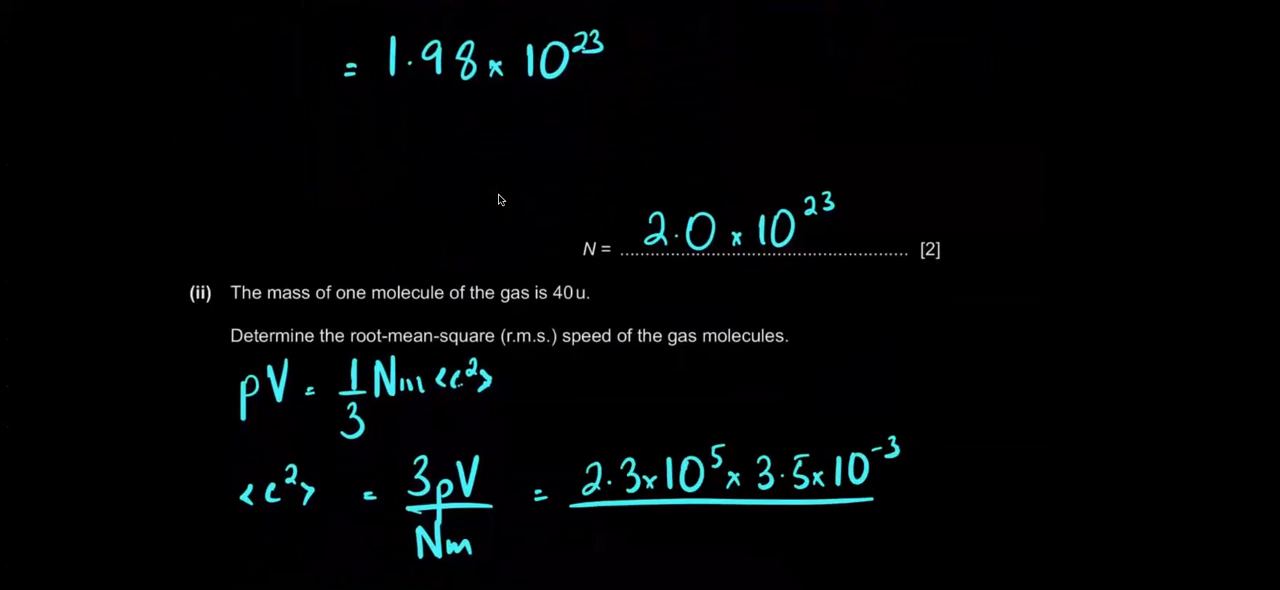 = 1.98 × 10²³
2.0 × 10²³
N = ........................................................ [2]
(ii) The mass of one molecule of the gas is 40 u.
Determine the root-mean-square (r.m.s.) speed of the gas molecules.
pV = 1/3 Nm <c²>
<c²> = 3pV/Nm = 2.3×10⁵ × 3.5×10⁻³